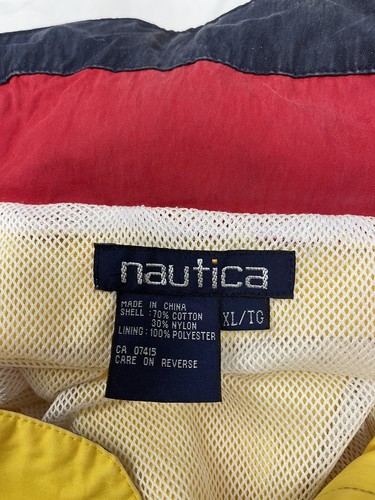 nautica
MADE IN CHINA
SHELL: 70% COTTON
30% NYLON
LINING: 100% POLYESTER
XL/TG
CA 07415
CARE ON REVERSE